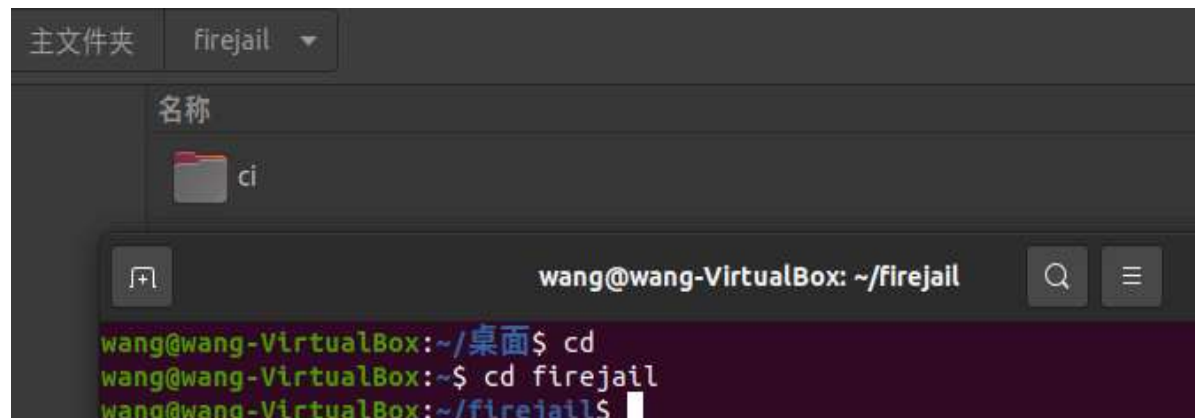 主文件夹 firejail
名称
ci
wang@wang-VirtualBox: ~/firejail
wang@wang-VirtualBox:~/桌面$ cd
wang@wang-VirtualBox:~$ cd firejail
wang@wang-VirtualBox:~/firejail$